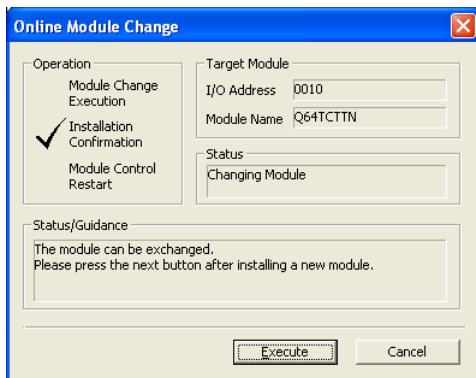 Online Module Change
Operation
Module Change
Execution
Installation
Confirmation
Module Control
Restart
Target Module
I/O Address 0010
Module Name Q64TCTTN
Status
Changing Module
Status/Guidance
The module can be exchanged.
Please press the next button after installing a new module.
Execute
Cancel